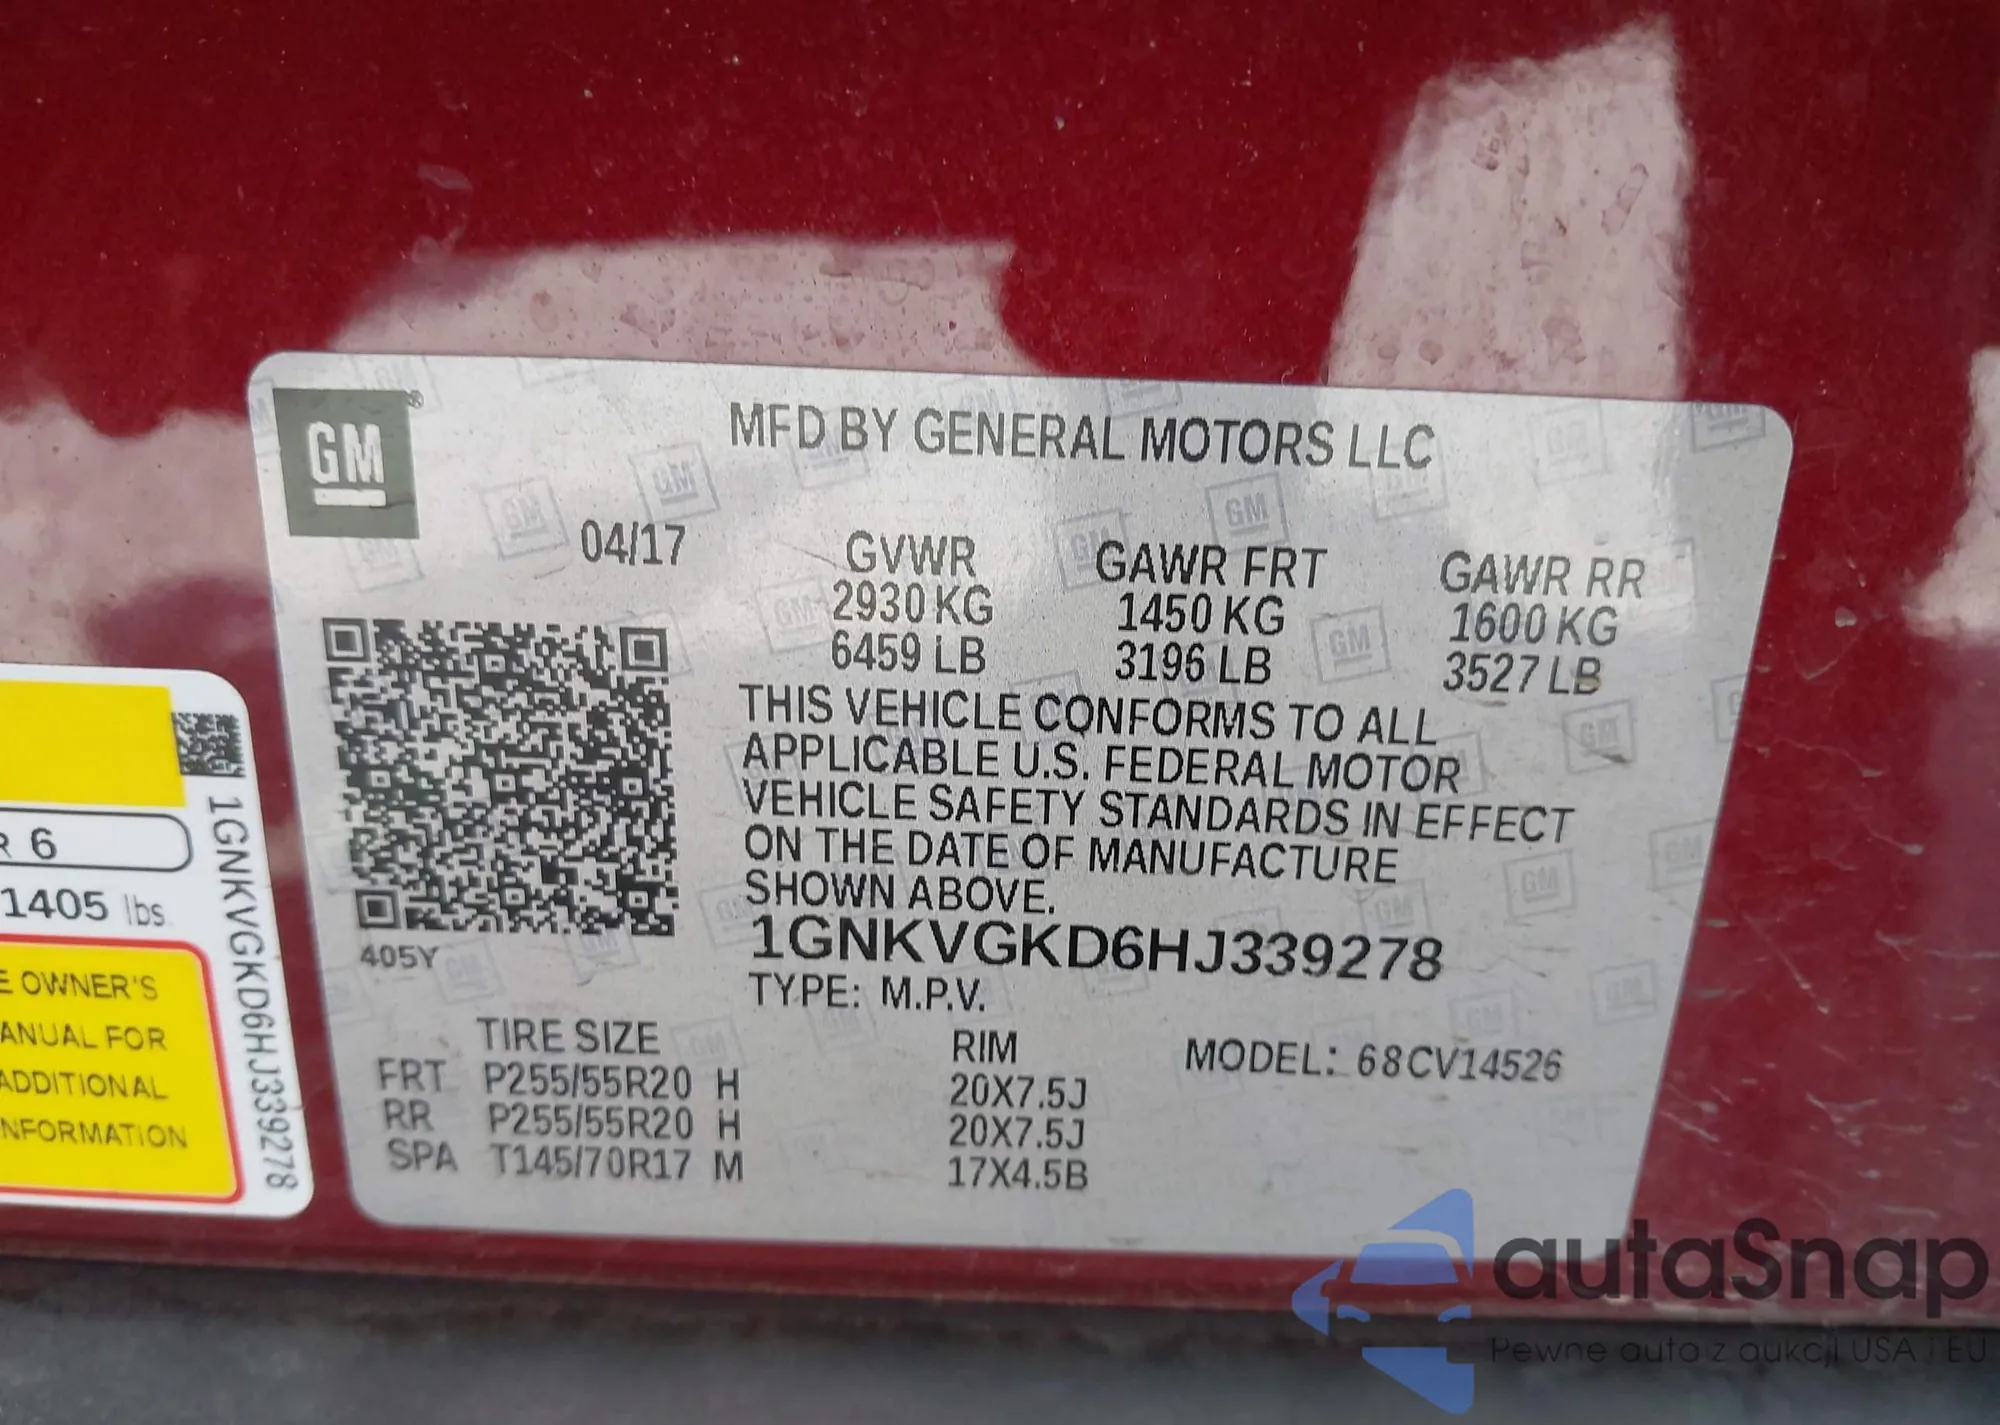 GM
®
MFD BY GENERAL MOTORS LLC
04/17
GVWR
2930 KG
6459 LB
GAWR FRT
1450 KG
3196 LB
GAWR RR
1600 KG
3527 LB
THIS VEHICLE CONFORMS TO ALL
APPLICABLE U.S. FEDERAL MOTOR
VEHICLE SAFETY STANDARDS IN EFFECT
ON THE DATE OF MANUFACTURE
SHOWN ABOVE.
1GNKVGKD6HJ339278
TYPE: M.P.V.
405Y
TIRE SIZE RIM MODEL: 68CV14526
FRT P255/55R20 H 20X7.5J
RR P255/55R20 H 20X7.5J
SPA T145/70R17 M 17X4.5B
R 6
1405 lbs.
E OWNER'S
ANUAL FOR
ADDITIONAL
NFORMATION
1GNKVGKD6HJ339278
autaSnap
Pewne auta z aukcji USA i EU